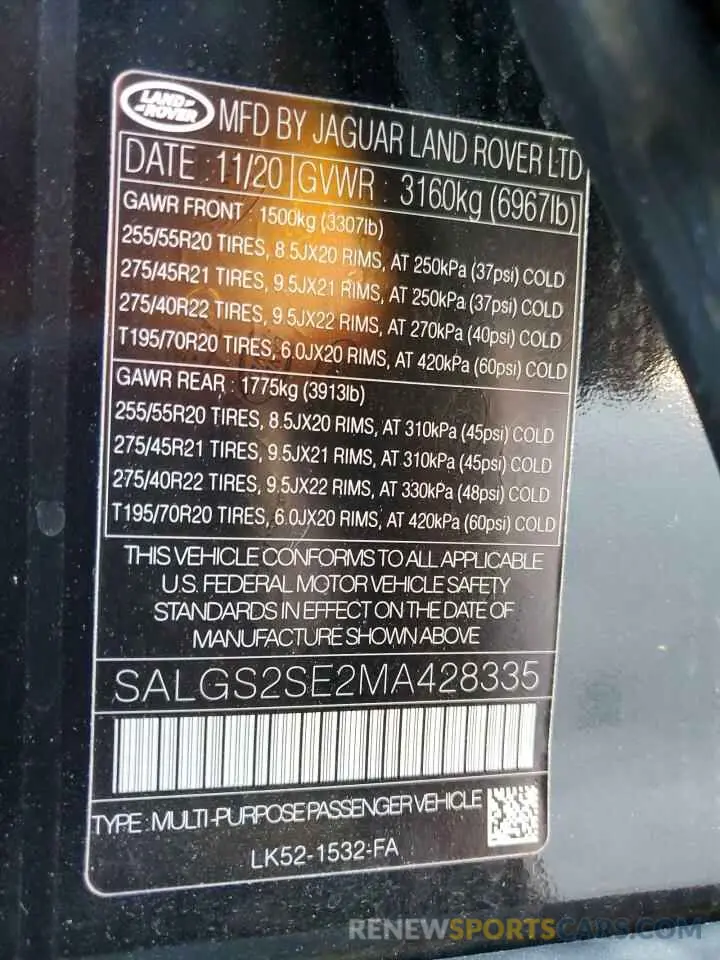 LAND
ROVER
MFD BY JAGUAR LAND ROVER LTD
DATE : 11/20 GVWR : 3160kg (6967lb)
GAWR FRONT : 1500kg (3307lb)
255/55R20 TIRES, 8.5JX20 RIMS, AT 250kPa (37psi) COLD
275/45R21 TIRES, 9.5JX21 RIMS, AT 250kPa (37psi) COLD
275/40R22 TIRES, 9.5JX22 RIMS, AT 270kPa (40psi) COLD
T195/70R20 TIRES, 6.0JX20 RIMS, AT 420kPa (60psi) COLD
GAWR REAR : 1775kg (3913lb)
255/55R20 TIRES, 8.5JX20 RIMS, AT 310kPa (45psi) COLD
275/45R21 TIRES, 9.5JX21 RIMS, AT 310kPa (45psi) COLD
275/40R22 TIRES, 9.5JX22 RIMS, AT 330kPa (48psi) COLD
T195/70R20 TIRES, 6.0JX20 RIMS, AT 420kPa (60psi) COLD
THIS VEHICLE CONFORMS TO ALL APPLICABLE
U.S. FEDERAL MOTOR VEHICLE SAFETY
STANDARDS IN EFFECT ON THE DATE OF
MANUFACTURE SHOWN ABOVE
SALGS2SE2MA428335
TYPE : MULTI-PURPOSE PASSENGER VEHICLE
LK52-1532-FA
RENEWSPORTSCARS.COM